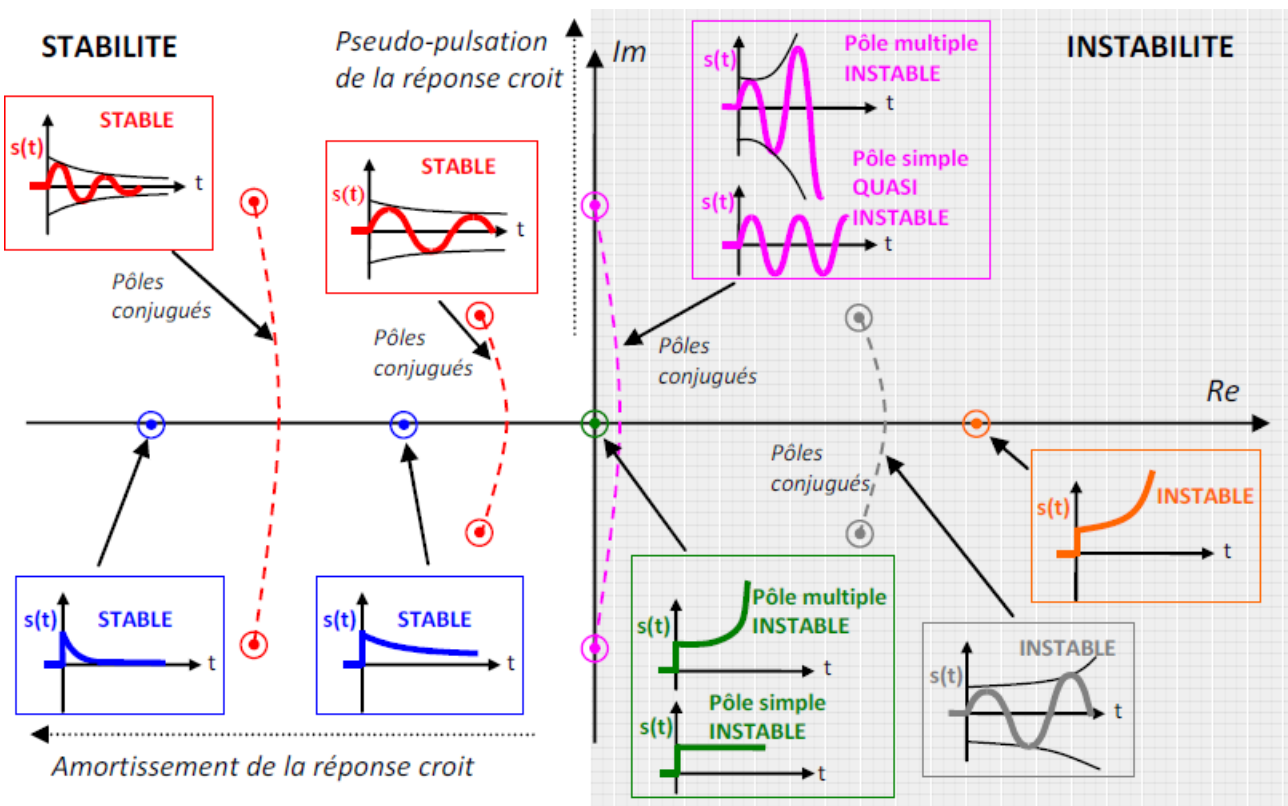 STABILITE
Pseudo-pulsation
de la réponse croit
Im
INSTABILITE
STABLE
s(t)
t
STABLE
s(t)
t
Pôle multiple
INSTABLE
s(t)
t
Pôle simple
QUASI
INSTABLE
s(t)
t
Pôles
conjugués
Pôles
conjugués
Pôles
conjugués
Re
Pôles
conjugués
INSTABLE
s(t)
t
STABLE
s(t)
t
STABLE
s(t)
t
Pôle multiple
INSTABLE
s(t)
t
Pôle simple
INSTABLE
s(t)
t
INSTABLE
s(t)
t
Amortissement de la réponse croit